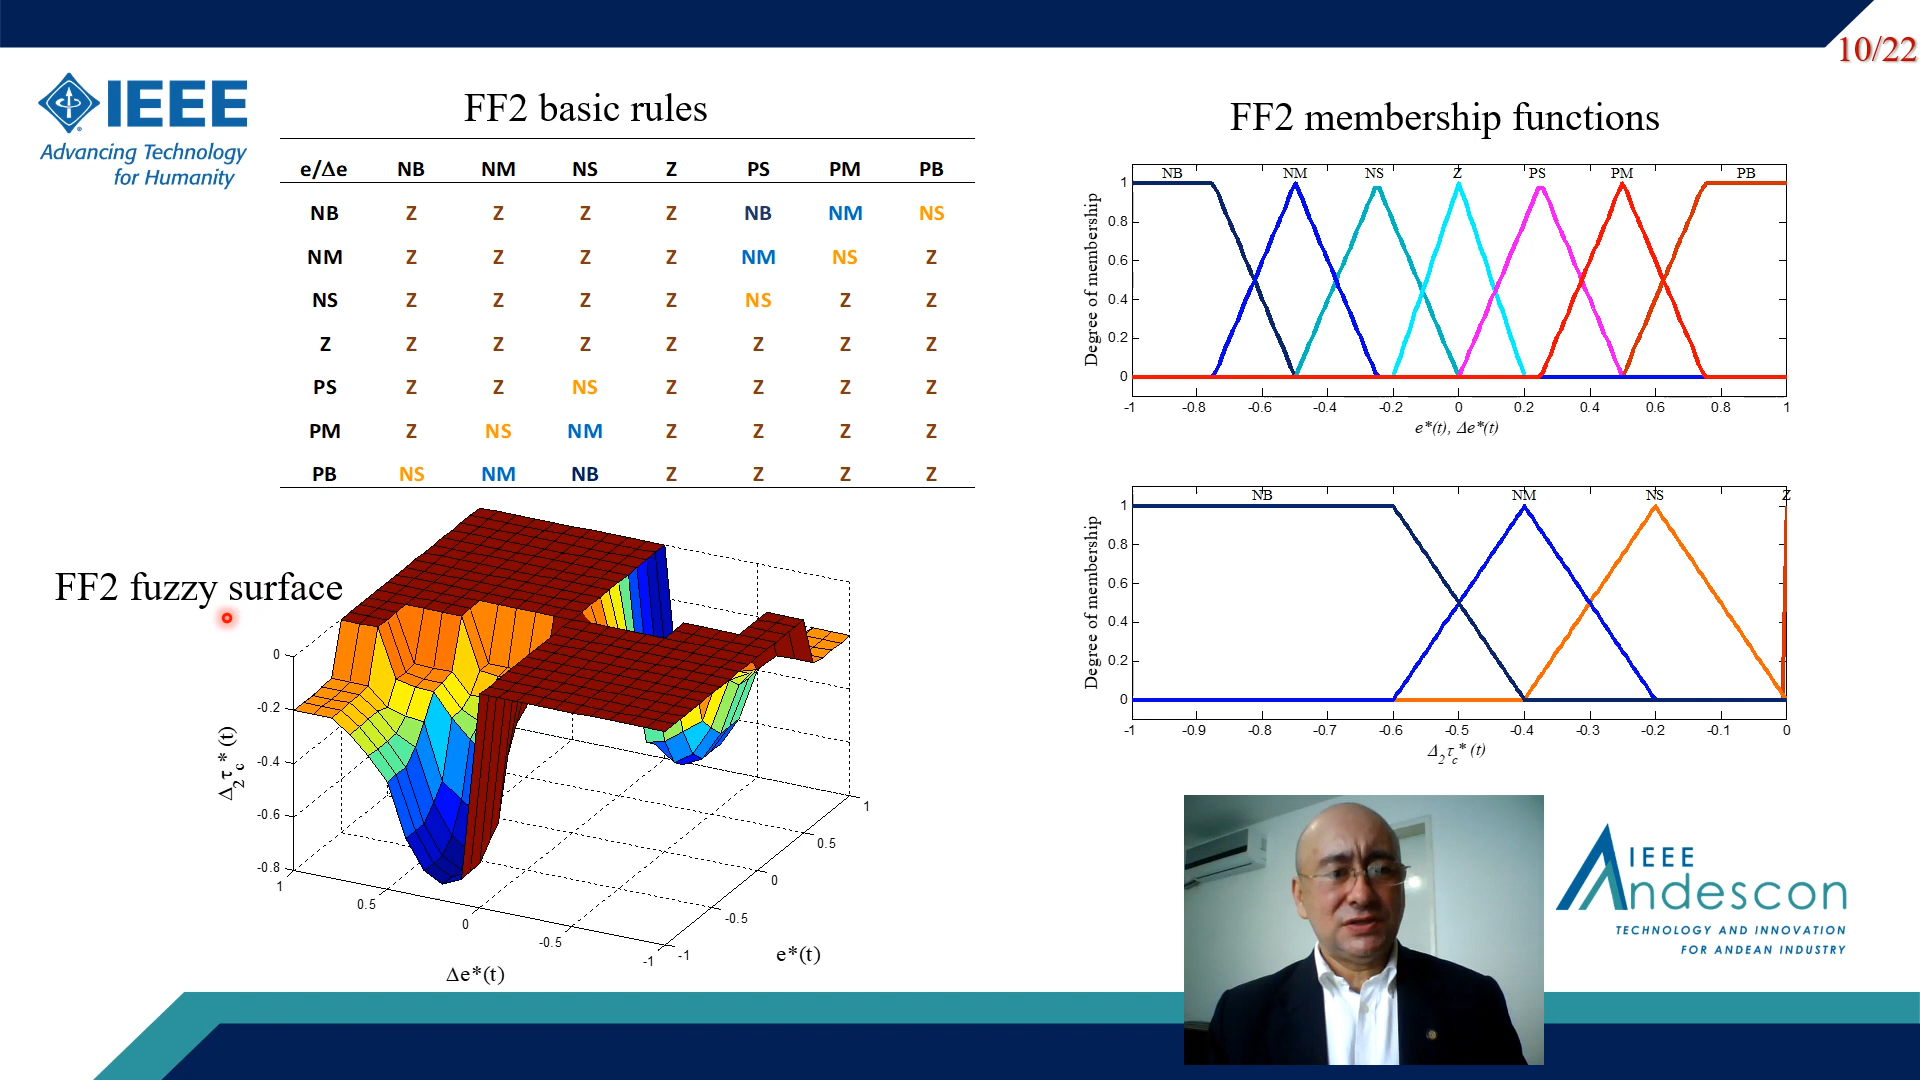 10/22
IEEE
Advancing Technology
for Humanity
FF2 basic rules
e/Δe NB NM NS Z PS PM PB
NB Z Z Z Z NB NM NS
NM Z Z Z Z NM NS Z
NS Z Z Z Z NS Z Z
Z Z Z Z Z Z Z Z
PS Z Z NS Z Z Z Z
PM Z NS NM Z Z Z Z
PB NS NM NB Z Z Z Z
FF2 membership functions
NB NM NS Z PS PM PB
Degree of membership
1
0.8
0.6
0.4
0.2
0
-1 -0.8 -0.6 -0.4 -0.2 0 0.2 0.4 0.6 0.8 1
e*(t), Δe*(t)
NB NM NS Z
Degree of membership
1
0.8
0.6
0.4
0.2
0
-1 -0.9 -0.8 -0.7 -0.6 -0.5 -0.4 -0.3 -0.2 -0.1 0
Δ2τc*(t)
FF2 fuzzy surface
0
-0.2
-0.4
-0.6
-0.8
Δ2τc*(t)
1
0.5
0
-0.5
-1
Δe*(t)
1
0.5
0
-0.5
-1
e*(t)
IEEE
Andescon
TECHNOLOGY AND INNOVATION
FOR ANDEAN INDUSTRY